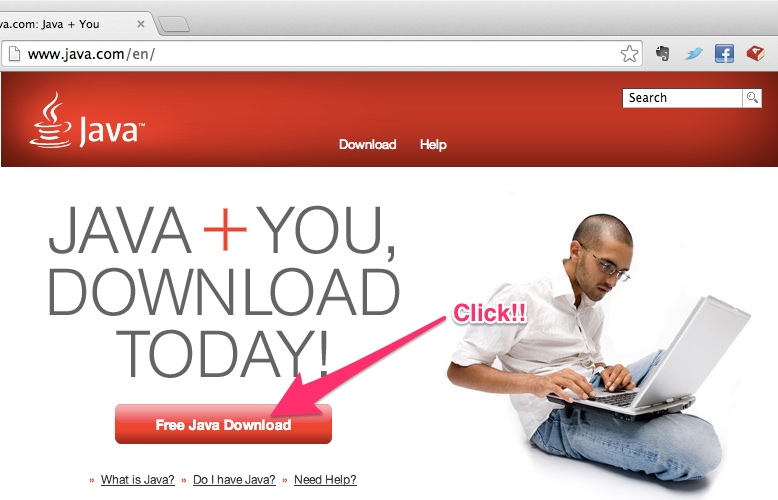 va.com: Java + You
www.java.com/en/
Search
Java™
Download Help
JAVA + YOU,
DOWNLOAD
TODAY!
Click!!
Free Java Download
» What is Java? » Do I have Java? » Need Help?